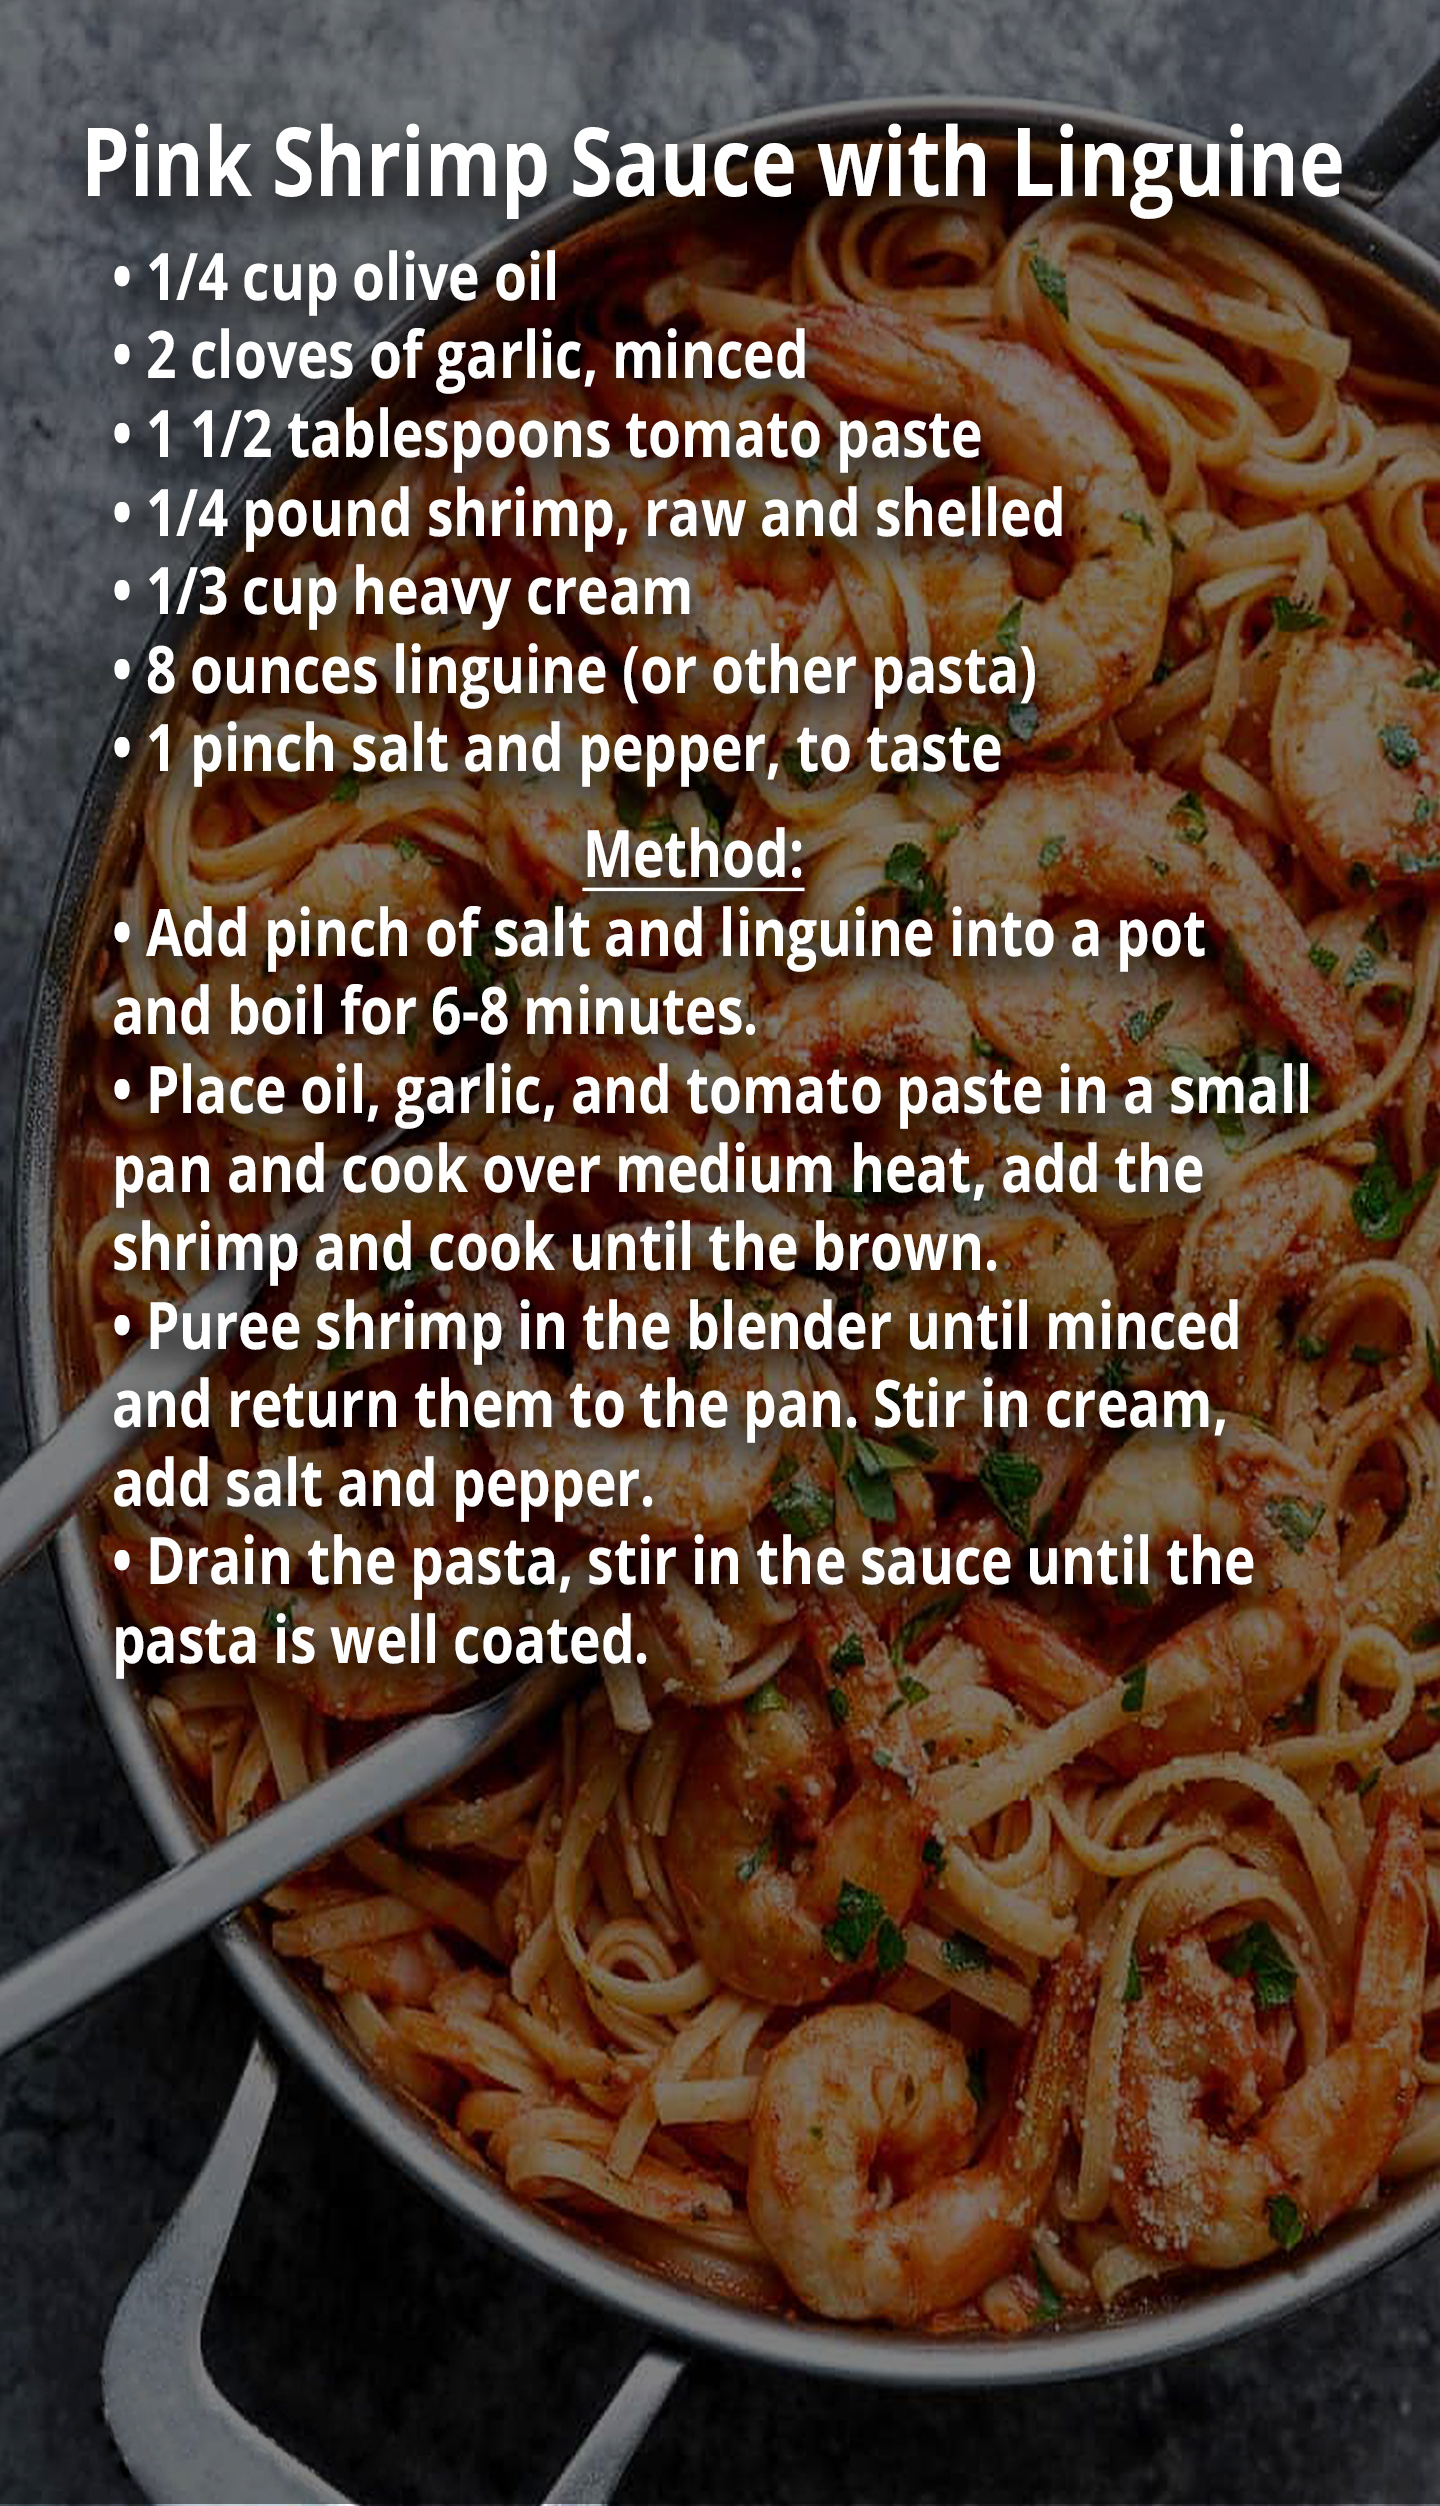 Pink Shrimp Sauce with Linguine
• 1/4 cup olive oil
• 2 cloves of garlic, minced
• 1 1/2 tablespoons tomato paste
• 1/4 pound shrimp, raw and shelled
• 1/3 cup heavy cream
• 8 ounces linguine (or other pasta)
• 1 pinch salt and pepper, to taste
Method:
• Add pinch of salt and linguine into a pot
and boil for 6-8 minutes.
• Place oil, garlic, and tomato paste in a small
pan and cook over medium heat, add the
shrimp and cook until the brown.
• Puree shrimp in the blender until minced
and return them to the pan. Stir in cream,
add salt and pepper.
• Drain the pasta, stir in the sauce until the
pasta is well coated.